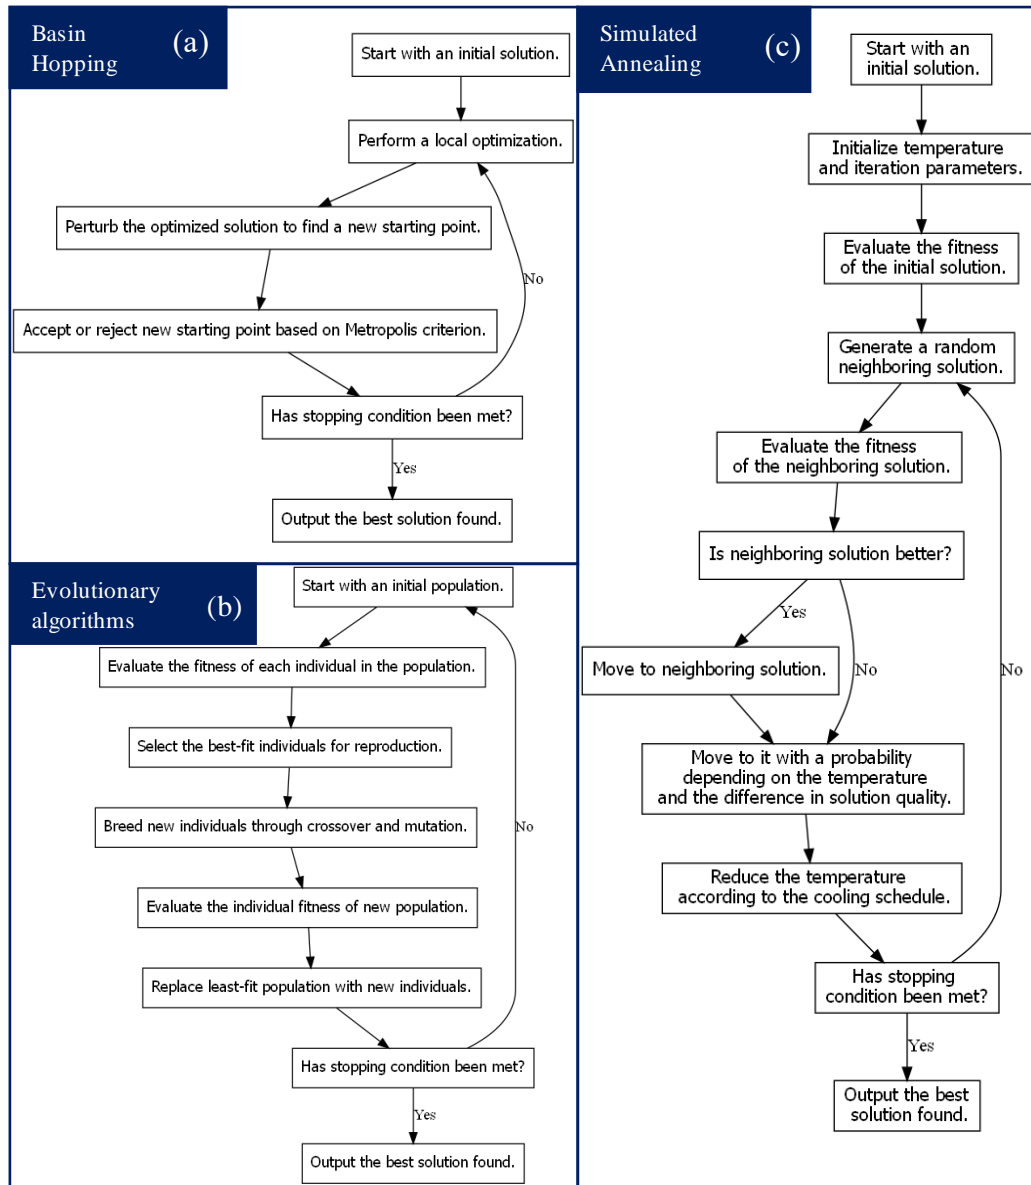 Basin
Hopping
(a)
Start with an initial solution.
Perform a local optimization.
Perturb the optimized solution to find a new starting point.
No
Accept or reject new starting point based on Metropolis criterion.
Has stopping condition been met?
Yes
Output the best solution found.
Evolutionary
algorithms
(b)
Start with an initial population.
Evaluate the fitness of each individual in the population.
Select the best-fit individuals for reproduction.
Breed new individuals through crossover and mutation.
No
Evaluate the individual fitness of new population.
Replace least-fit population with new individuals.
Has stopping condition been met?
Yes
Output the best solution found.
Simulated
Annealing
(c)
Start with an
initial solution.
Initialize temperature
and iteration parameters.
Evaluate the fitness
of the initial solution.
Generate a random
neighboring solution.
Evaluate the fitness
of the neighboring solution.
Is neighboring solution better?
Yes
Move to neighboring solution.
No
No
Move to it with a probability
depending on the temperature
and the difference in solution quality.
Reduce the temperature
according to the cooling schedule.
Has stopping
condition been met?
Yes
Output the best
solution found.